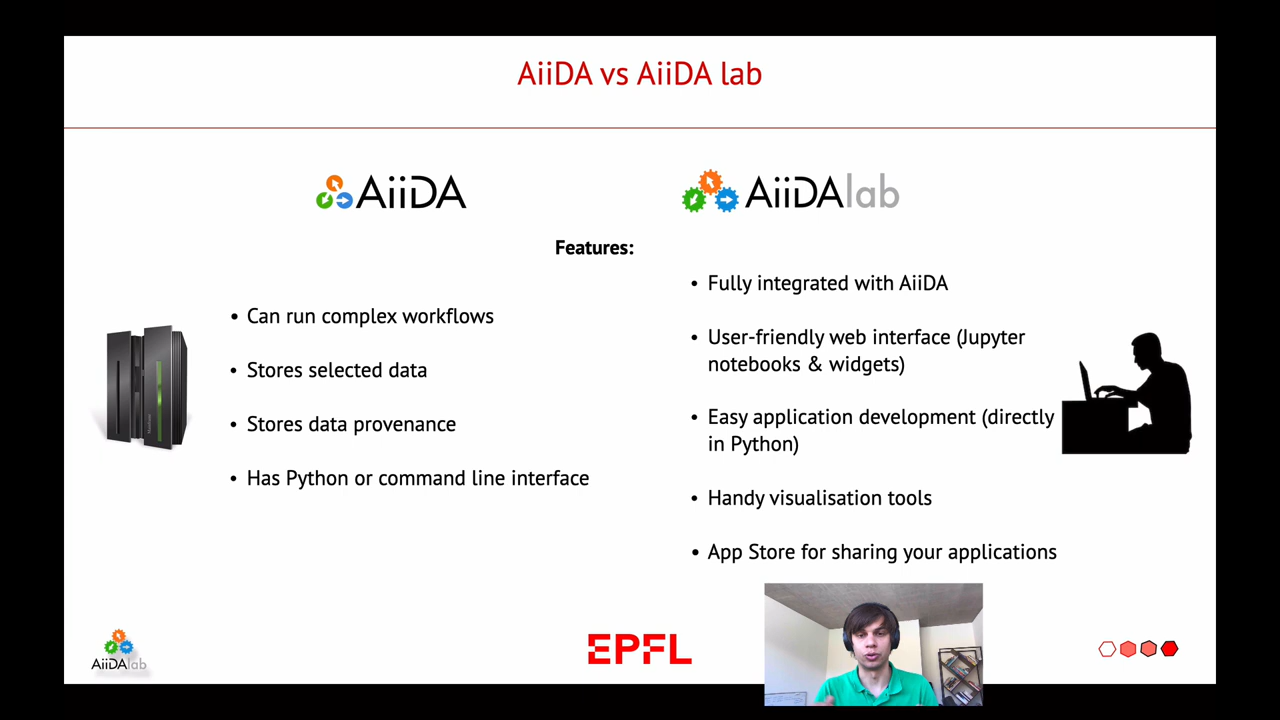 AiiDA vs AiiDA lab
AiiDA
AiiDAlab
Features:
• Can run complex workflows
• Stores selected data
• Stores data provenance
• Has Python or command line interface
• Fully integrated with AiiDA
• User-friendly web interface (Jupyter
notebooks & widgets)
• Easy application development (directly
in Python)
• Handy visualisation tools
• App Store for sharing your applications
AiiDAlab
EPFL